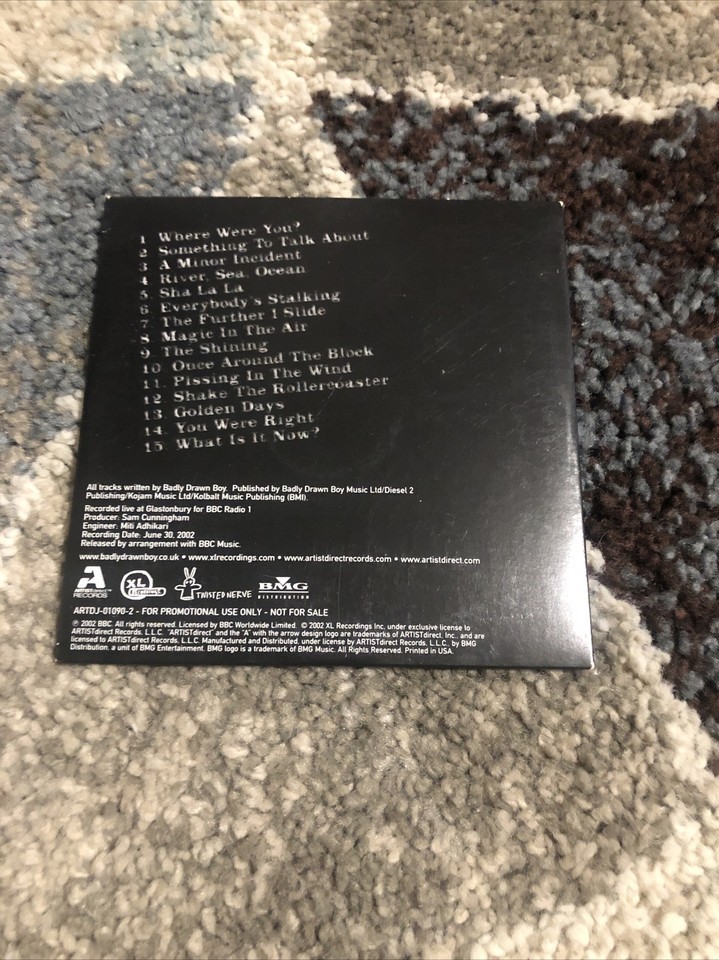 1 Where Were You?
2 Something To Talk About
3 A Minor Incident
4 River, Sea, Ocean
5. Sha La La
6 Everybody's Stalking
7. The Further I Slide
8 Magic In The Air
9. The Shining
10 Once Around The Block
11. Pissing In The Wind
12 Shake The Rollercoaster
13. Golden Days
14. You Were Right
15. What Is It Now?
All tracks written by Badly Drawn Boy. Published by Badly Drawn Boy Music Ltd/Diesel 2
Publishing/Kojam Music Ltd/Kolbalt Music Publishing (BMI).
Recorded live at Glastonbury for BBC Radio 1
Producer: Sam Cunningham
Engineer: Miti Adhikari
Recording Date: June 30, 2002
Released by arrangement with BBC Music.
www.badlydrawnboy.co.uk • www.xlrecordings.com • www.artistdirectrecords.com • www.artistdirect.com
A ARTISTdirect RECORDS XL Recordings TWISTED NERVE BMG DISTRIBUTION
ARTDJ-01090-2 - FOR PROMOTIONAL USE ONLY - NOT FOR SALE
℗ 2002 BBC. All rights reserved. Licensed by BBC Worldwide Limited. © 2002 XL Recordings Inc. under exclusive license to
ARTISTdirect Records, L.L.C. "ARTISTdirect" and the "A" with the arrow design logo are trademarks of ARTISTdirect, Inc., and are
licensed to ARTISTdirect Records, L.L.C. Manufactured and Distributed, under license by ARTISTdirect Records, L.L.C., by BMG
Distribution, a unit of BMG Entertainment. BMG logo is a trademark of BMG Music. All Rights Reserved. Printed in USA.